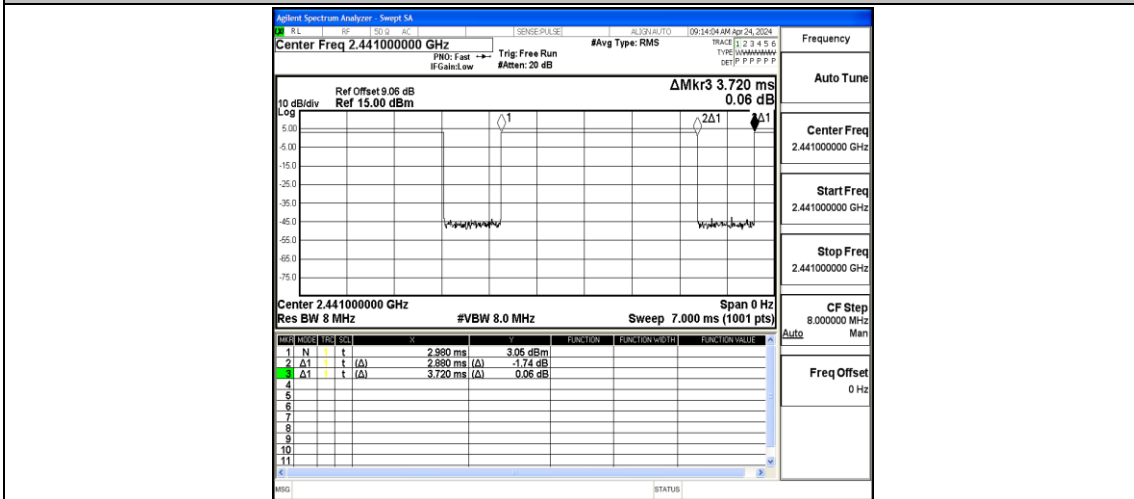 Agilent Spectrum Analyzer - Swept SA
RL RF 50 Ω AC SENSE:PULSE ALIGN AUTO 09:14:04 AM Apr 24, 2024
Center Freq 2.441000000 GHz #Avg Type: RMS TRACE 1 2 3 4 5 6
PNO: Fast Trig: Free Run TYPE
IFGain:Low #Atten: 20 dB DET P P P P P P
Frequency
Auto Tune
Center Freq
2.441000000 GHz
Start Freq
2.441000000 GHz
Stop Freq
2.441000000 GHz
CF Step
8.000000 MHz
Auto Man
Freq Offset
0 Hz
ΔMkr3 3.720 ms
0.06 dB
Ref Offset 9.06 dB
10 dB/div Ref 15.00 dBm
Log
1 2Δ1 3Δ1
5.00
-5.00
-15.0
-25.0
-35.0
-45.0
-55.0
-65.0
-75.0
Center 2.441000000 GHz Span 0 Hz
Res BW 8 MHz #VBW 8.0 MHz Sweep 7.000 ms (1001 pts)
MKR MODE TRC SCL X Y FUNCTION FUNCTION WIDTH FUNCTION VALUE
1 N 1 t 2.980 ms 3.05 dBm
2 Δ1 1 t (Δ) 2.880 ms (Δ) -1.74 dB
3 Δ1 1 t (Δ) 3.720 ms (Δ) 0.06 dB
4
5
6
7
8
9
10
11
MSG STATUS